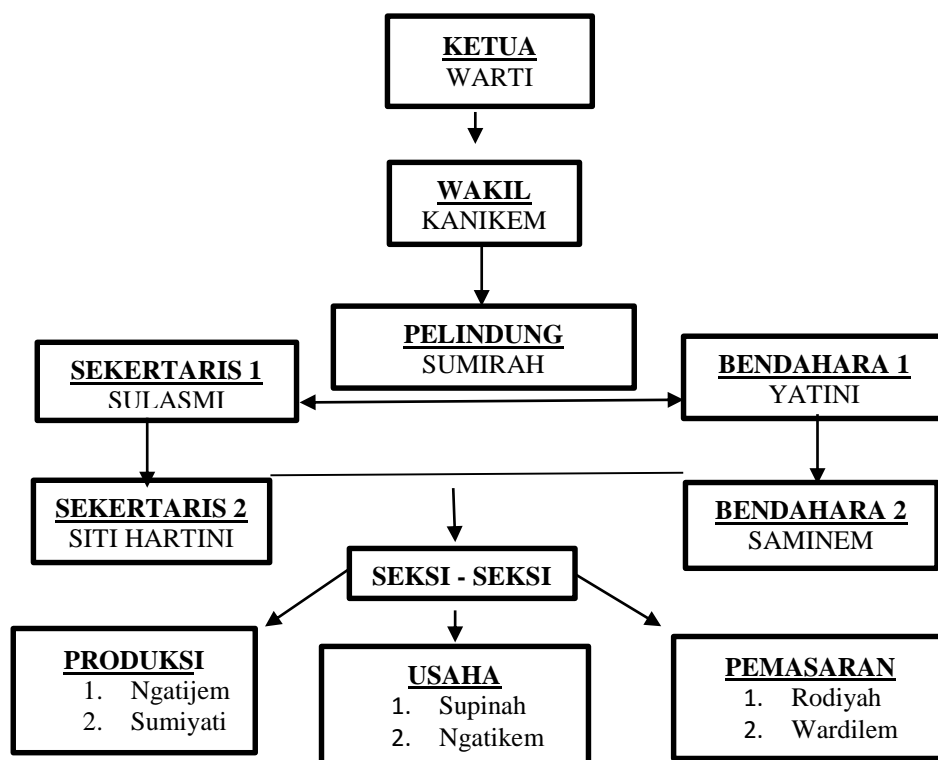 KETUA
WARTI
WAKIL
KANIKEM
PELINDUNG
SUMIRAH
SEKERTARIS 1
SULASMI
BENDAHARA 1
YATINI
SEKERTARIS 2
SITI HARTINI
BENDAHARA 2
SAMINEM
SEKSI - SEKSI
PRODUKSI
1. Ngatijem
2. Sumiyati
USAHA
1. Supinah
2. Ngatikem
PEMASARAN
1. Rodiyah
2. Wardilem